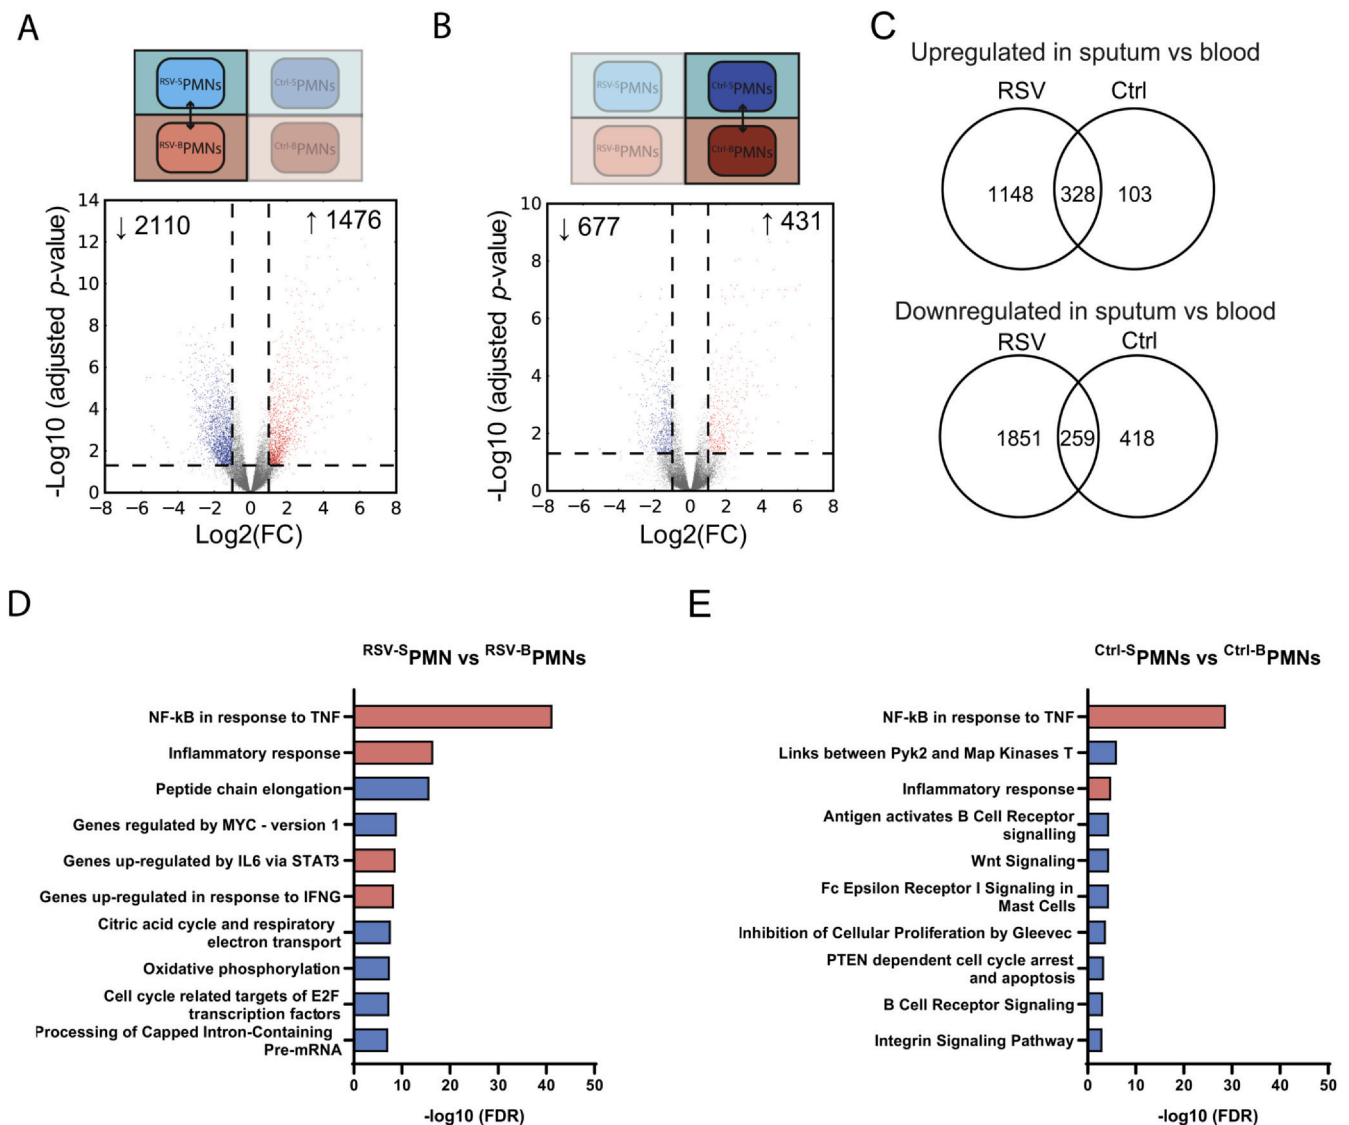 A
B
C
RSV-SPMNs
Ctrl-SPMNs
RSV-BPMNs
Ctrl-BPMNs
RSV-SPMNs
Ctrl-SPMNs
RSV-BPMNs
Ctrl-BPMNs
-Log10 (adjusted p-value)
14
12
10
8
6
4
2
0
↓ 2110
↑ 1476
−8
−6
−4
−2
0
2
4
6
8
Log2(FC)
-Log10 (adjusted p-value)
10
8
6
4
2
0
↓ 677
↑ 431
−8
−6
−4
−2
0
2
4
6
8
Log2(FC)
Upregulated in sputum vs blood
RSV
Ctrl
1148
328
103
Downregulated in sputum vs blood
RSV
Ctrl
1851
259
418
D
RSV-SPMN vs RSV-BPMNs
NF-kB in response to TNF
Inflammatory response
Peptide chain elongation
Genes regulated by MYC - version 1
Genes up-regulated by IL6 via STAT3
Genes up-regulated in response to IFNG
Citric acid cycle and respiratory
electron transport
Oxidative phosphorylation
Cell cycle related targets of E2F
transcription factors
Processing of Capped Intron-Containing
Pre-mRNA
0
10
20
30
40
50
-log10 (FDR)
E
Ctrl-SPMNs vs Ctrl-BPMNs
NF-kB in response to TNF
Links between Pyk2 and Map Kinases T
Inflammatory response
Antigen activates B Cell Receptor
signalling
Wnt Signaling
Fc Epsilon Receptor I Signaling in
Mast Cells
Inhibition of Cellular Proliferation by Gleevec
PTEN dependent cell cycle arrest
and apoptosis
B Cell Receptor Signaling
Integrin Signaling Pathway
0
10
20
30
40
50
-log10 (FDR)